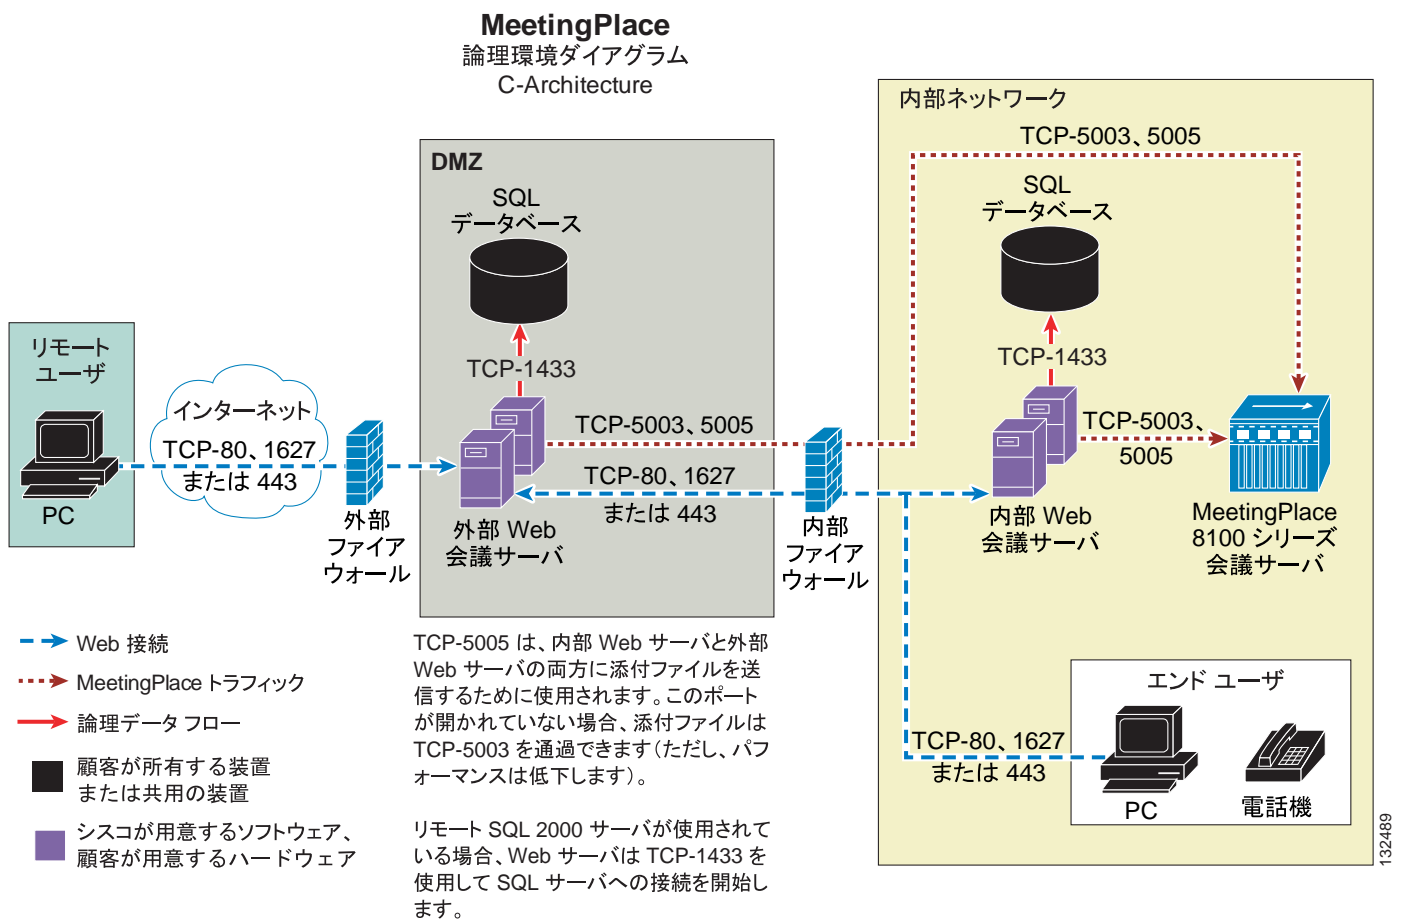 MeetingPlace
論理環境ダイアグラム
C-Architecture
内部ネットワーク
TCP-5003、5005
DMZ
SQL
データベース
SQL
データベース
リモート
ユーザ
TCP-1433
TCP-1433
インターネット
TCP-80、1627
または 443
PC
TCP-5003、5005
TCP-80、1627
または 443
TCP-5003、
5005
外部
ファイア
ウォール
外部 Web
会議サーバ
内部
ファイア
ウォール
内部 Web
会議サーバ
MeetingPlace
8100 シリーズ
会議サーバ
Web 接続
MeetingPlace トラフィック
論理データ フロー
顧客が所有する装置
または共用の装置
シスコが用意するソフトウェア、
顧客が用意するハードウェア
TCP-5005 は、内部 Web サーバと外部
Web サーバの両方に添付ファイルを送
信するために使用されます。このポート
が開かれていない場合、添付ファイルは
TCP-5003 を通過できます（ただし、パフ
ォーマンスは低下します）。
リモート SQL 2000 サーバが使用されて
いる場合、Web サーバは TCP-1433 を
使用して SQL サーバへの接続を開始し
ます。
エンド ユーザ
TCP-80、1627
または 443
PC
電話機
132489